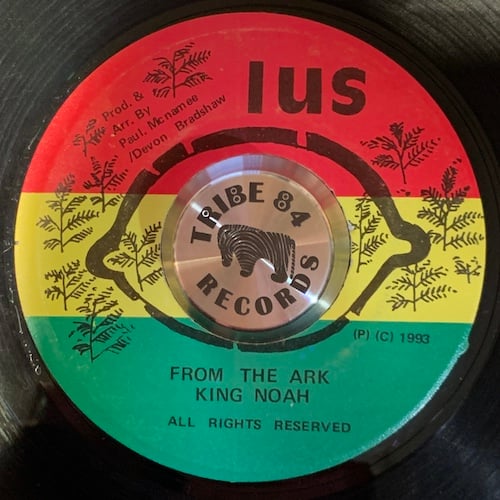 Ius
Prod. &
Art. By
Paul. Mcnamee
/Devon Bradshaw
TRIBE 84
RECORDS
(P) (C) 1993
FROM THE ARK
KING NOAH
ALL RIGHTS RESERVED